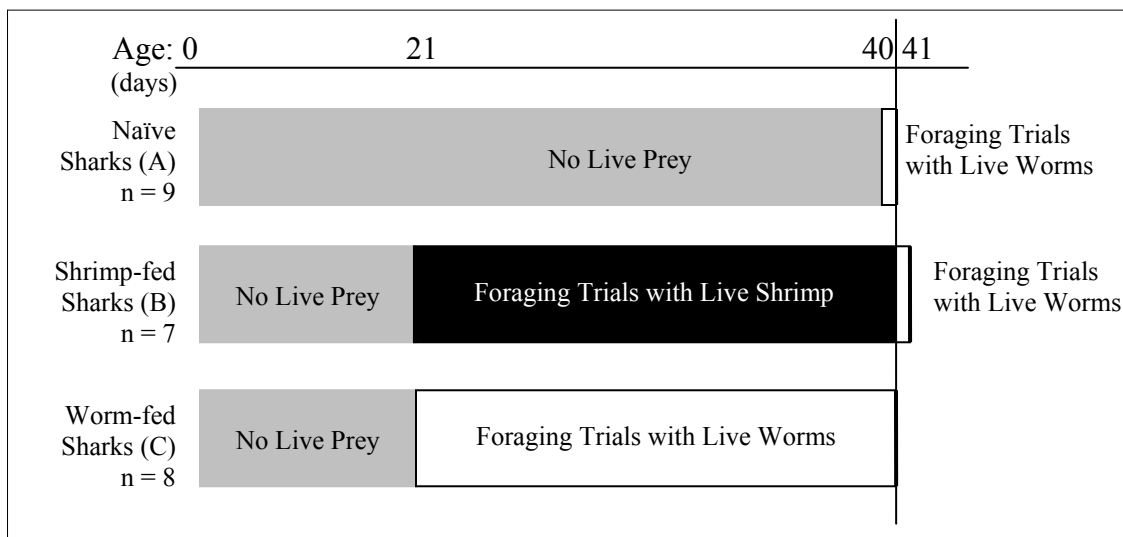 Age: 0 21 40 41
(days)
Naïve
Sharks (A)
n = 9
No Live Prey
Foraging Trials
with Live Worms
Shrimp-fed
Sharks (B)
n = 7
No Live Prey
Foraging Trials with Live Shrimp
Foraging Trials
with Live Worms
Worm-fed
Sharks (C)
n = 8
No Live Prey
Foraging Trials with Live Worms